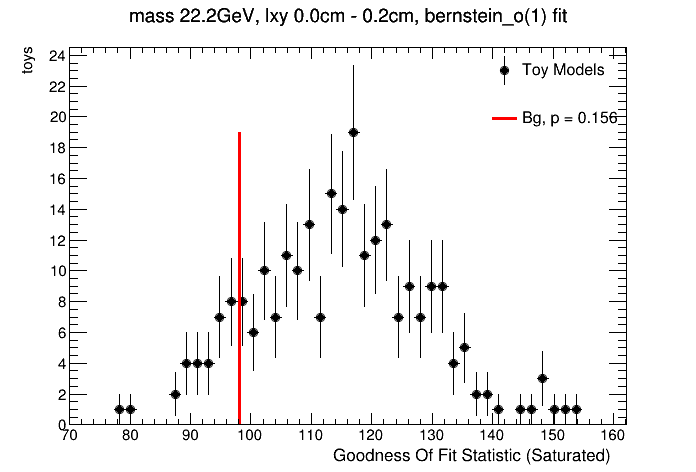 mass 22.2GeV, lxy 0.0cm - 0.2cm, bernstein_o(1) fit
toys
24
22
20
18
16
14
12
10
8
6
4
2
0
Toy Models
Bg, p = 0.156
70 80 90 100 110 120 130 140 150 160
Goodness Of Fit Statistic (Saturated)